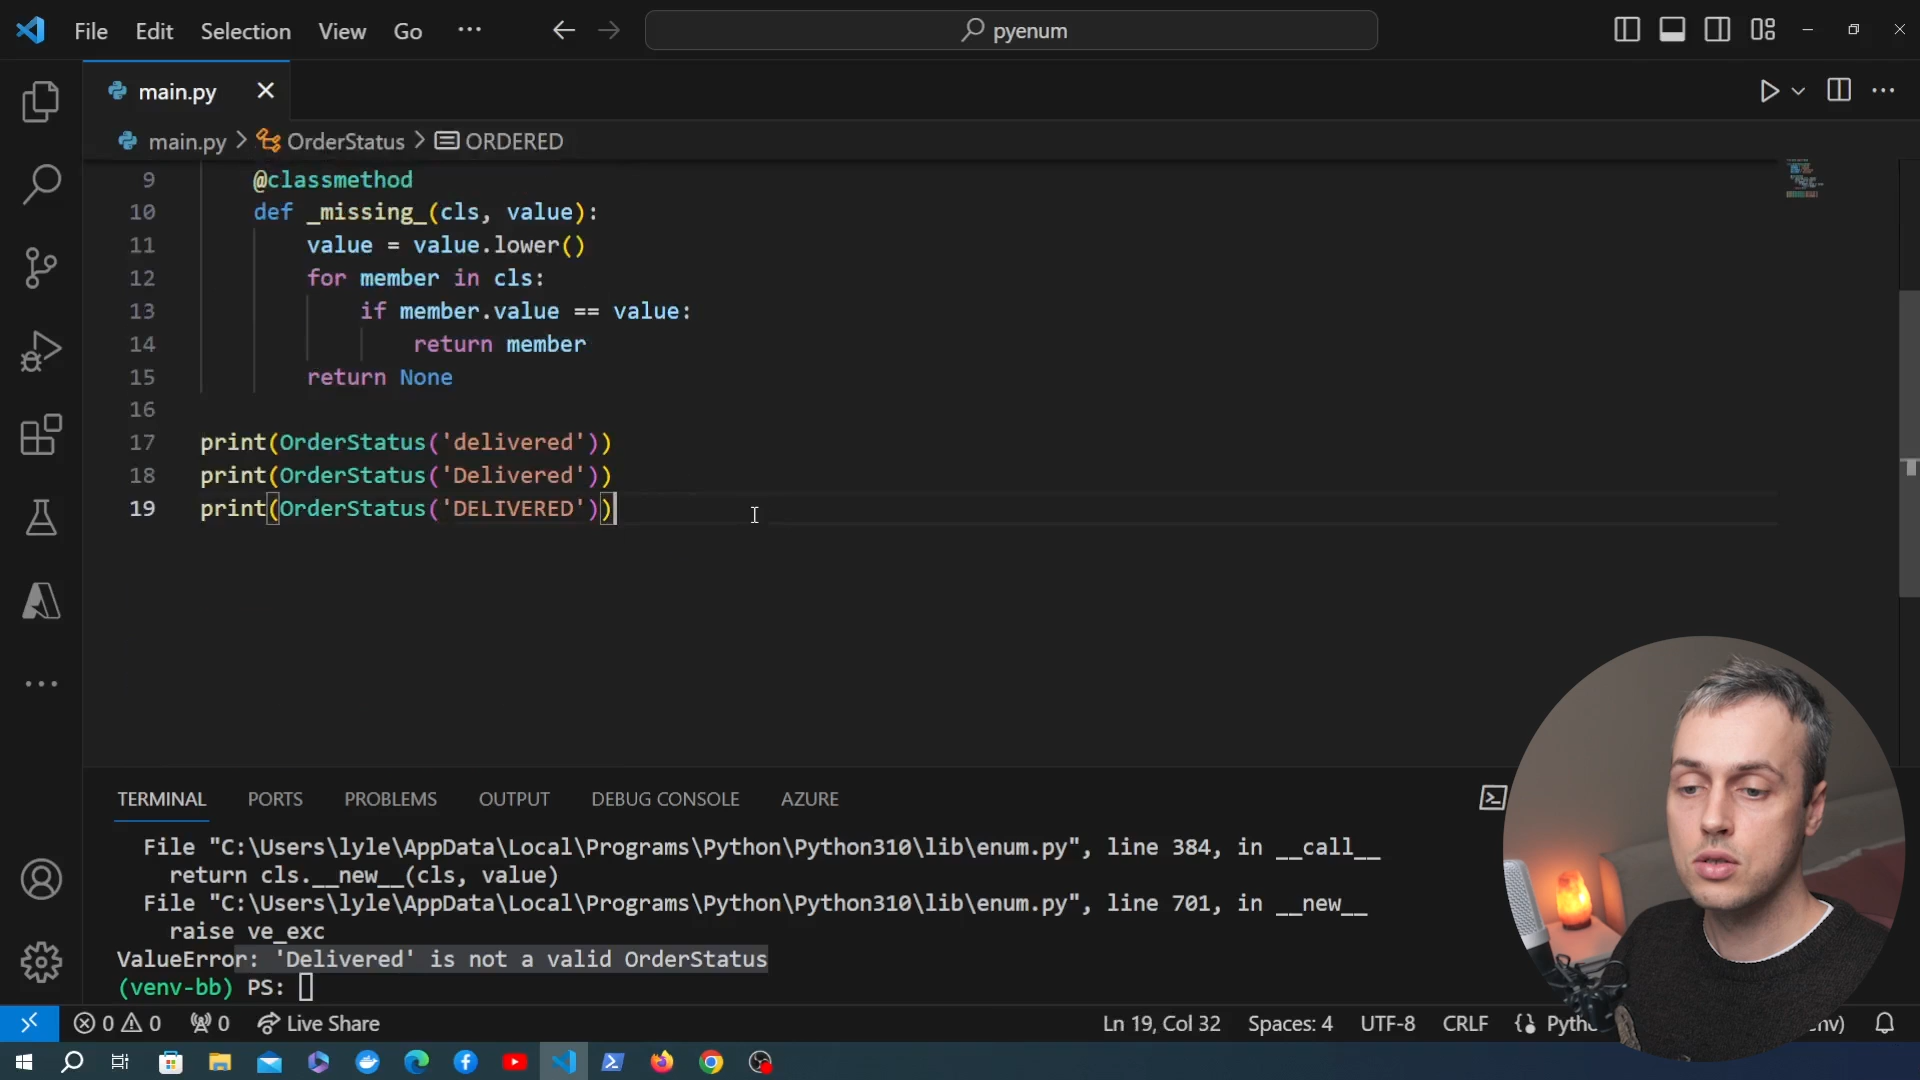 File Edit Selection View Go ... pyenum
main.py
main.py > OrderStatus > ORDERED
9 @classmethod
10 def _missing_(cls, value):
11 value = value.lower()
12 for member in cls:
13 if member.value == value:
14 return member
15 return None
16
17 print(OrderStatus('delivered'))
18 print(OrderStatus('Delivered'))
19 print(OrderStatus('DELIVERED'))
TERMINAL PORTS PROBLEMS OUTPUT DEBUG CONSOLE AZURE
File "C:\Users\lyle\AppData\Local\Programs\Python\Python310\lib\enum.py", line 384, in __call__
return cls.__new__(cls, value)
File "C:\Users\lyle\AppData\Local\Programs\Python\Python310\lib\enum.py", line 701, in __new__
raise ve_exc
ValueError: 'Delivered' is not a valid OrderStatus
(venv-bb) PS:
0 0 0 Live Share Ln 19, Col 32 Spaces: 4 UTF-8 CRLF {}